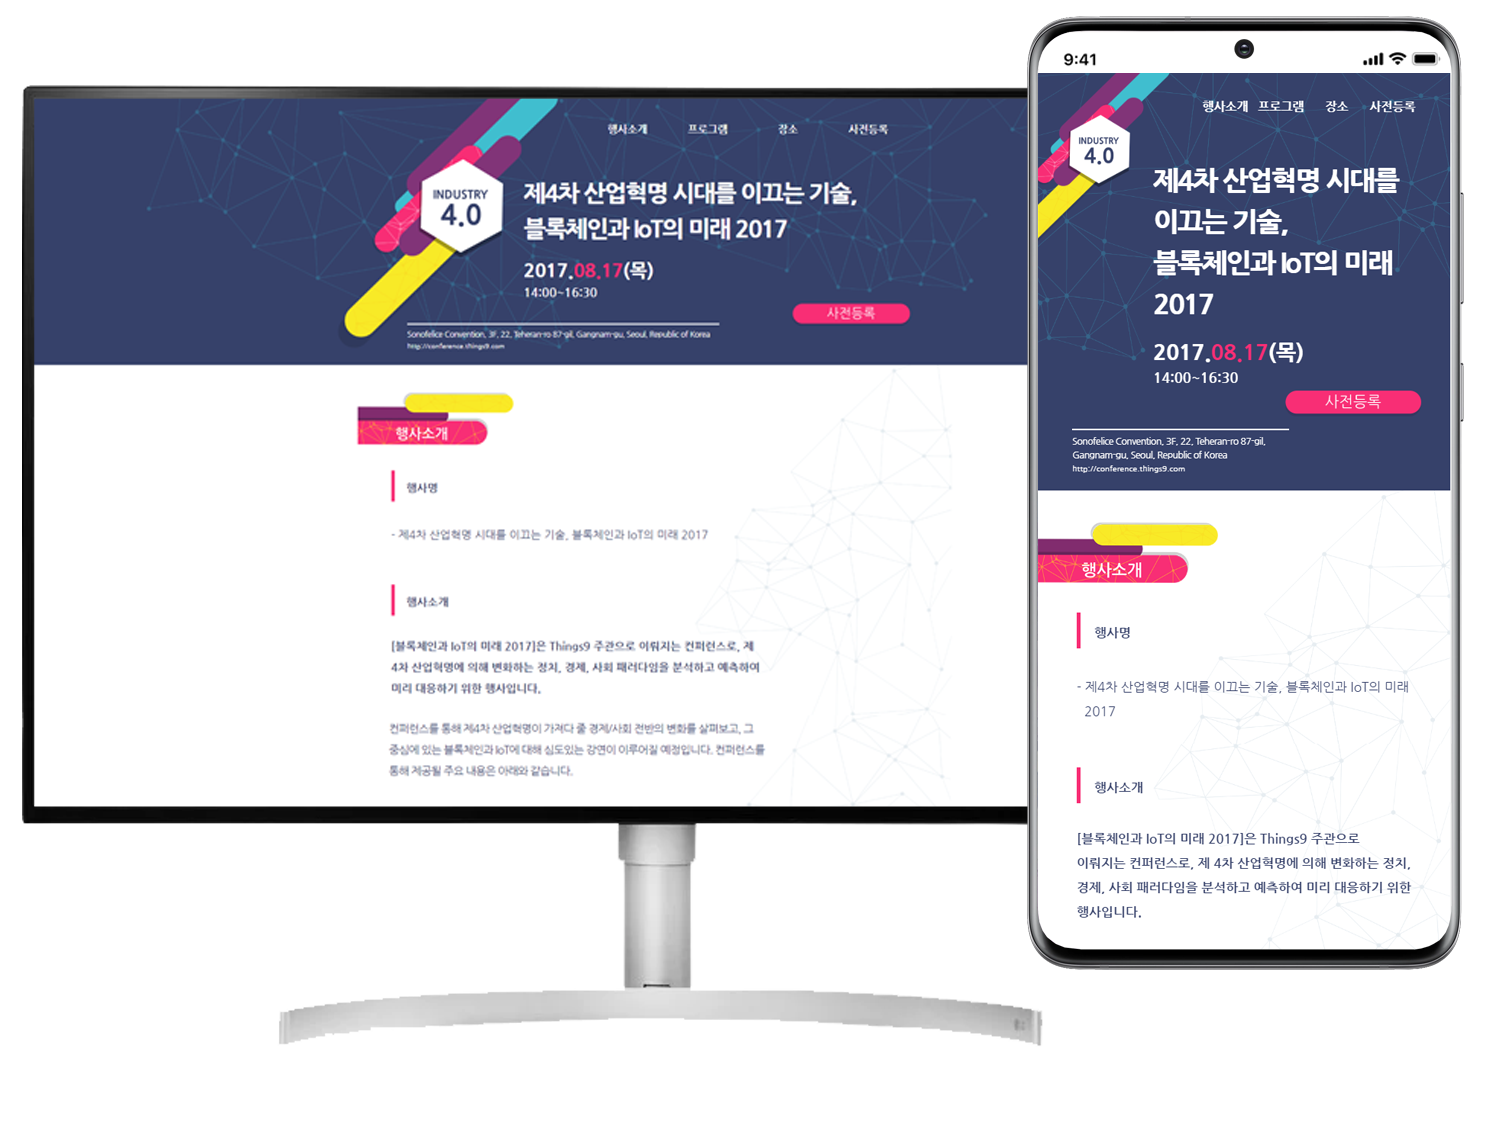 행사소개 프로그램 장소 사전등록
INDUSTRY
4.0
제4차 산업혁명 시대를 이끄는 기술,
블록체인과 IoT의 미래 2017
2017.08.17(목)
14:00~16:30
사전등록
Sonofelice Convention, 3F, 22, Teheran-ro 87-gil, Gangnam-gu, Seoul, Republic of Korea
http://conference.things9.com
행사소개
행사명
- 제4차 산업혁명 시대를 이끄는 기술, 블록체인과 IoT의 미래 2017
행사소개
[블록체인과 IoT의 미래 2017]은 Things9 주관으로 이뤄지는 컨퍼런스로, 제
4차 산업혁명에 의해 변화하는 정치, 경제, 사회 패러다임을 분석하고 예측하여
미리 대응하기 위한 행사입니다.
컨퍼런스를 통해 제4차 산업혁명이 가져다 줄 경제/사회 전반의 변화를 살펴보고, 그
중심에 있는 블록체인과 IoT에 대해 심도있는 강연이 이루어질 예정입니다. 컨퍼런스를
통해 제공될 주요 내용은 아래와 같습니다.
9:41
행사소개 프로그램 장소 사전등록
INDUSTRY
4.0
제4차 산업혁명 시대를
이끄는 기술,
블록체인과 IoT의 미래
2017
2017.08.17(목)
14:00~16:30
사전등록
Sonofelice Convention, 3F, 22, Teheran-ro 87-gil,
Gangnam-gu, Seoul, Republic of Korea
http://conference.things9.com
행사소개
행사명
- 제4차 산업혁명 시대를 이끄는 기술, 블록체인과 IoT의 미래
2017
행사소개
[블록체인과 IoT의 미래 2017]은 Things9 주관으로
이뤄지는 컨퍼런스로, 제 4차 산업혁명에 의해 변화하는 정치,
경제, 사회 패러다임을 분석하고 예측하여 미리 대응하기 위한
행사입니다.